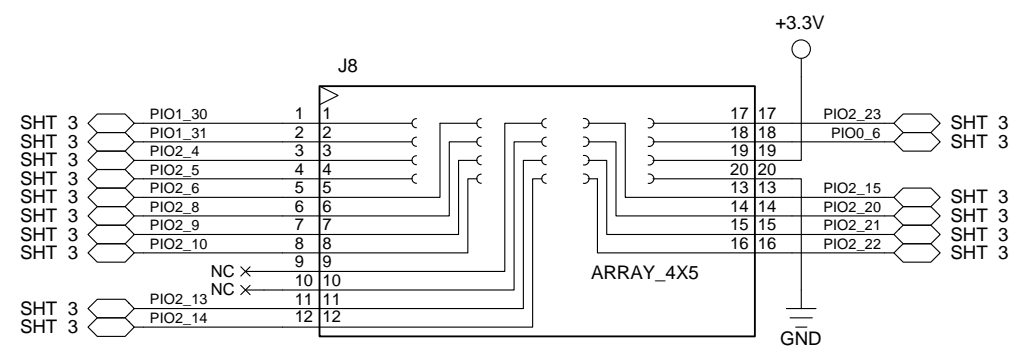 +3.3V
J8
SHT 3 PIO1_30 1 1 17 17 PIO2_23 SHT 3
SHT 3 PIO1_31 2 2 18 18 PIO0_6 SHT 3
SHT 3 PIO2_4 3 3 19 19
SHT 3 PIO2_5 4 4 20 20
SHT 3 PIO2_6 5 5 13 13 PIO2_15 SHT 3
SHT 3 PIO2_8 6 6 14 14 PIO2_20 SHT 3
SHT 3 PIO2_9 7 7 15 15 PIO2_21 SHT 3
SHT 3 PIO2_10 8 8 16 16 PIO2_22 SHT 3
NC 9 9 ARRAY_4X5
NC 10 10
SHT 3 PIO2_13 11 11
SHT 3 PIO2_14 12 12
GND